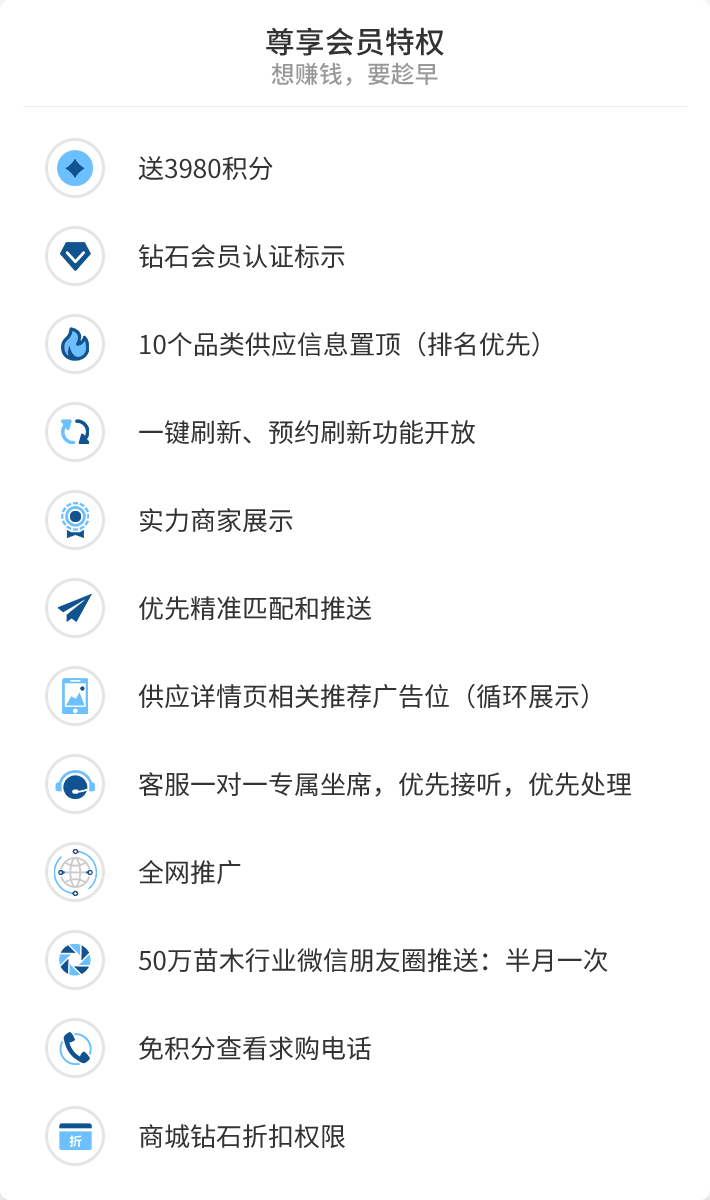 尊享会员特权
想赚钱，要趁早
送3980积分
钻石会员认证标示
10个品类供应信息置顶（排名优先）
一键刷新、预约刷新功能开放
实力商家展示
优先精准匹配和推送
供应详情页相关推荐广告位（循环展示）
客服一对一专属坐席，优先接听，优先处理
全网推广
50万苗木行业微信朋友圈推送：半月一次
免积分查看求购电话
折
商城钻石折扣权限